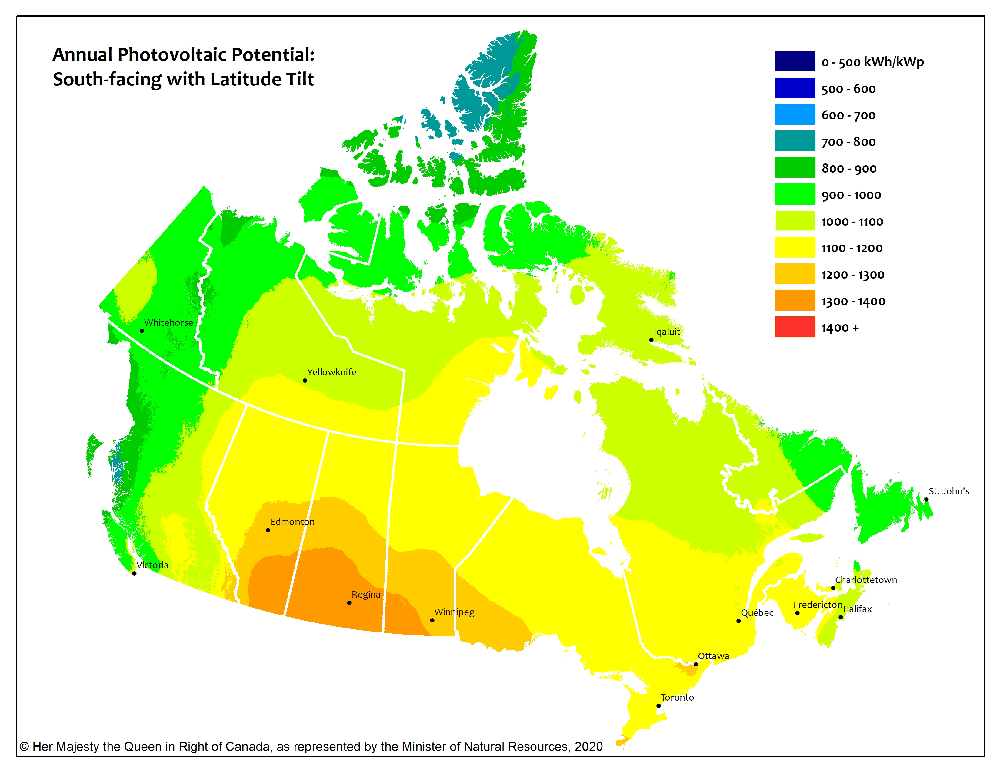 Annual Photovoltaic Potential:
South-facing with Latitude Tilt
0 - 500 kWh/kWp
500 - 600
600 - 700
700 - 800
800 - 900
900 - 1000
1000 - 1100
1100 - 1200
1200 - 1300
1300 - 1400
1400 +
Whitehorse
Iqaluit
Yellowknife
St. John's
Edmonton
Victoria
Charlottetown
Regina
Fredericton
Halifax
Winnipeg
Québec
Ottawa
Toronto
© Her Majesty the Queen in Right of Canada, as represented by the Minister of Natural Resources, 2020